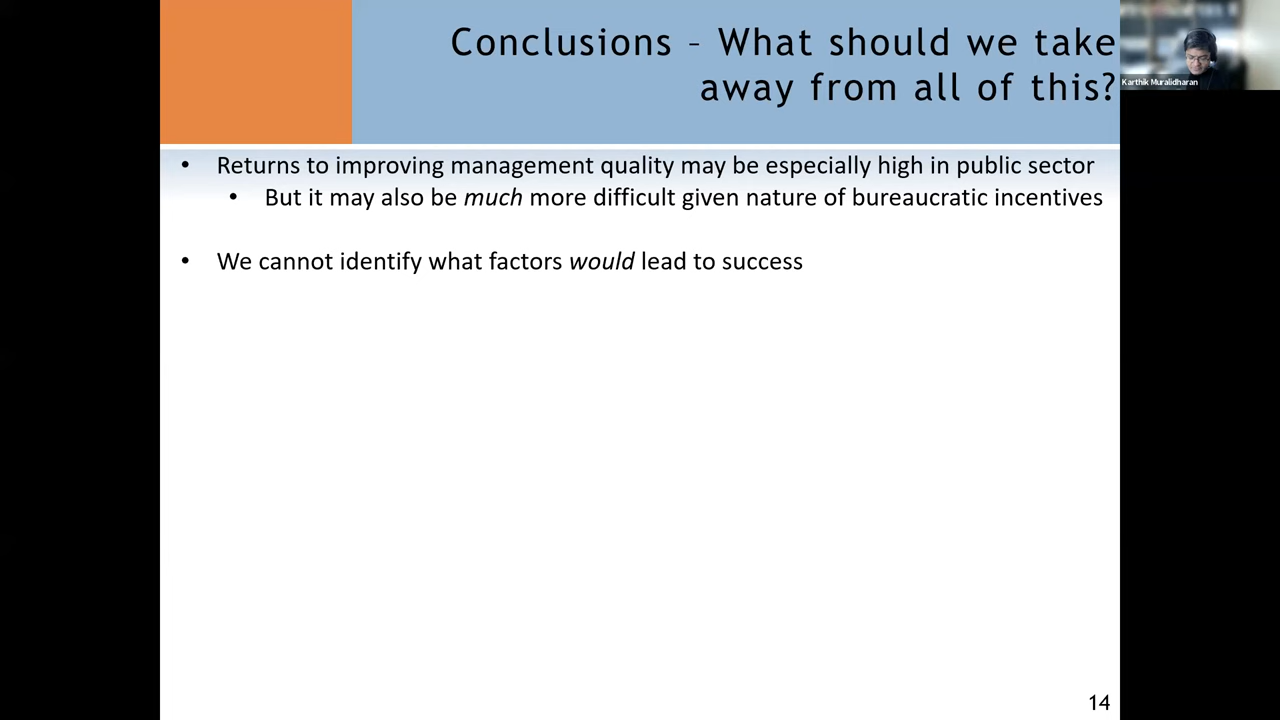 Conclusions – What should we take
away from all of this?
Karthik Muralidharan
• Returns to improving management quality may be especially high in public sector
• But it may also be much more difficult given nature of bureaucratic incentives
• We cannot identify what factors would lead to success
14